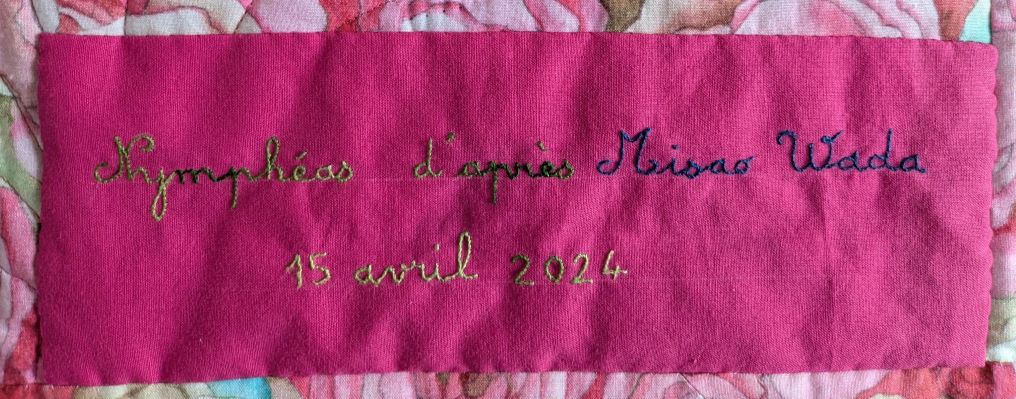 Nymphéas d'après Misao Wada
15 avril 2024